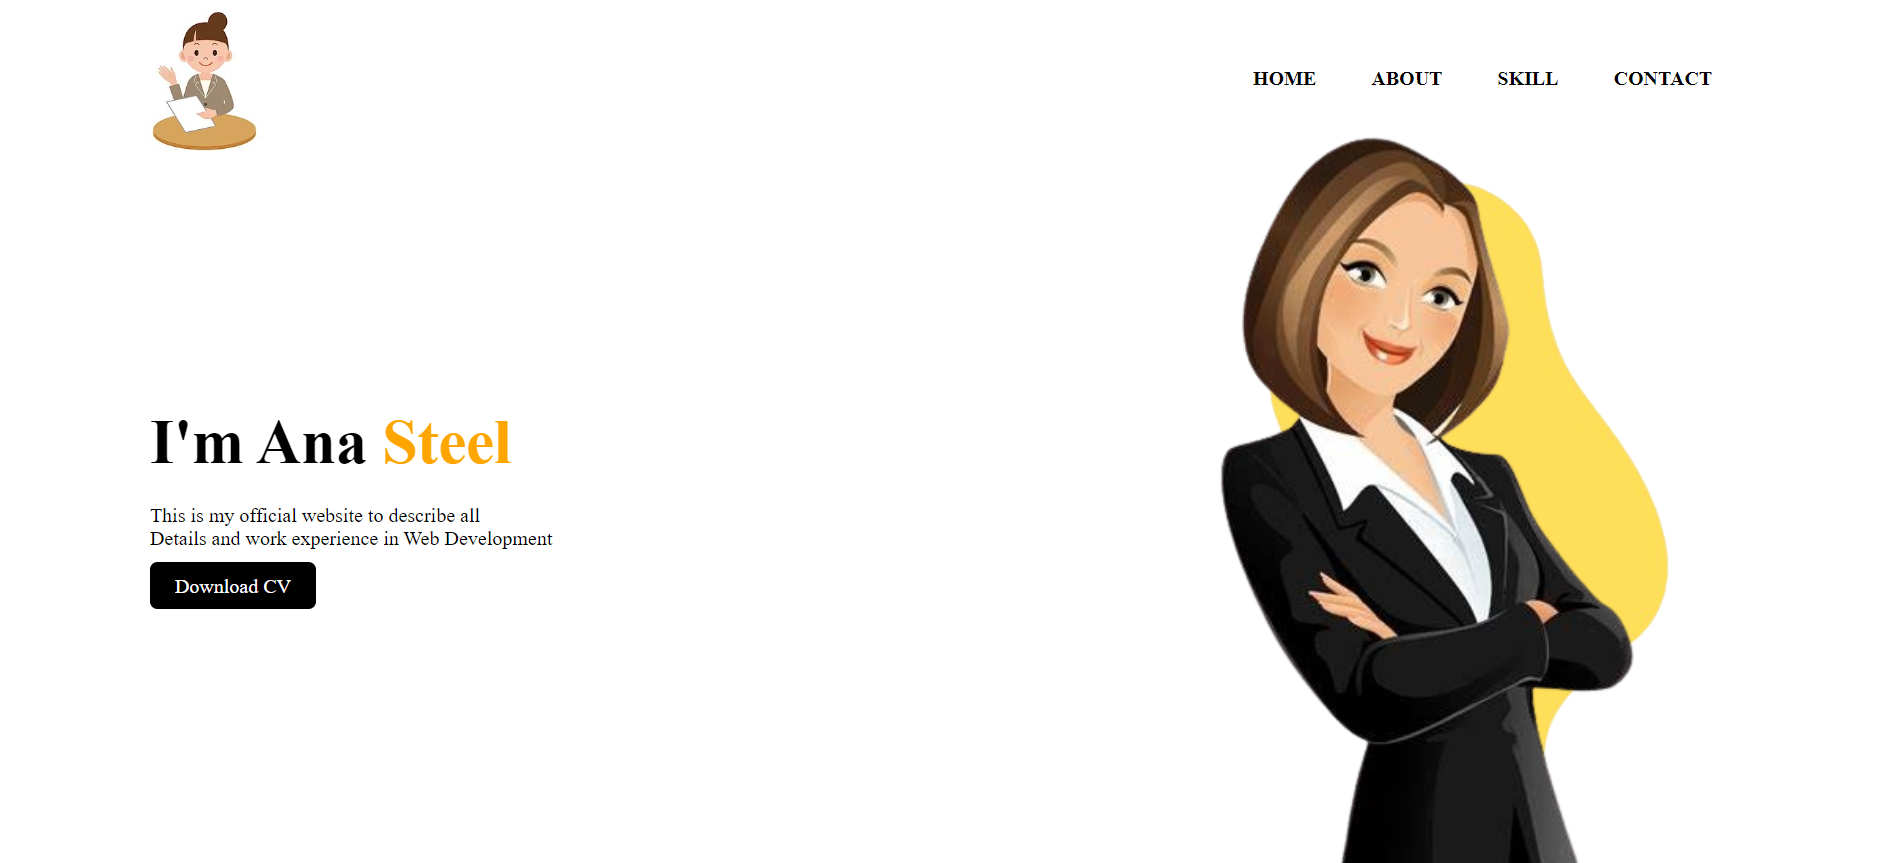 HOME ABOUT SKILL CONTACT
I'm Ana Steel
This is my official website to describe all
Details and work experience in Web Development
Download CV